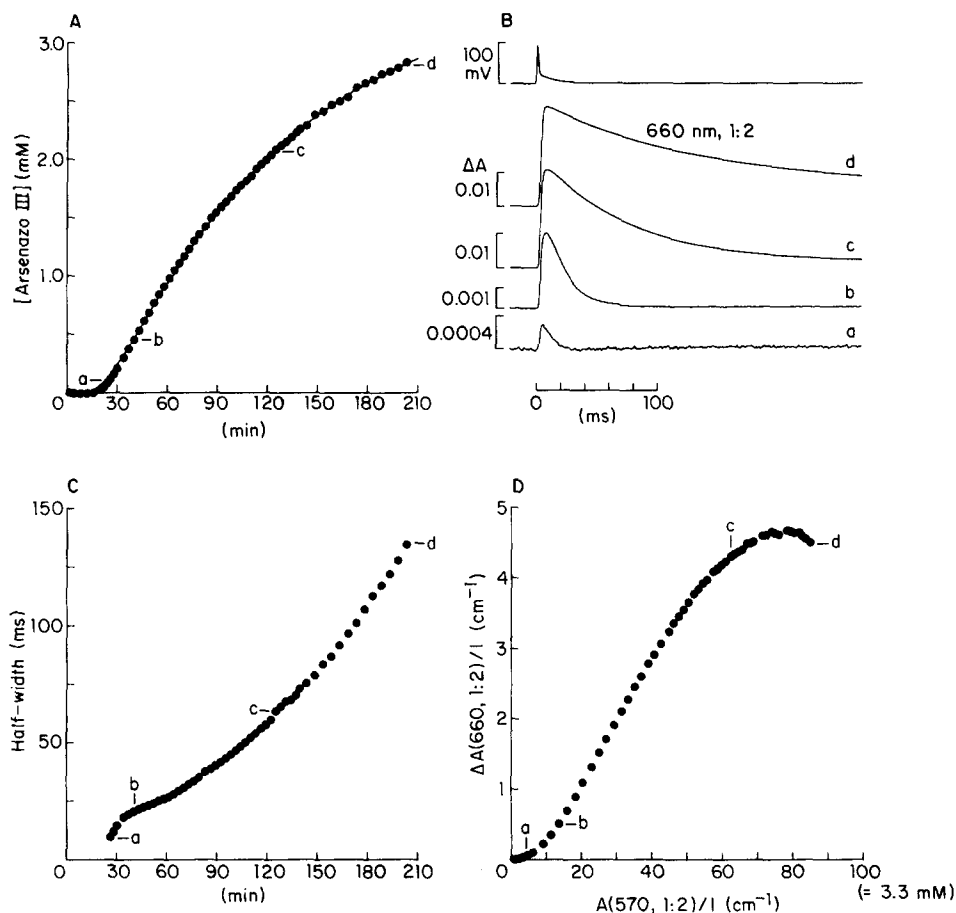 A
[Arsenazo III] (mM)
3.0
2.0
1.0
0
a
b
c
d
0 30 60 90 120 150 180 210
(min)
B
100 mV
660 nm, 1:2
ΔA
0.01
d
0.01
c
0.001
b
0.0004
a
0 100
(ms)
C
Half-width (ms)
150
100
50
0
a
b
c
d
0 30 60 90 120 150 180 210
(min)
D
ΔA(660, 1:2)/l (cm⁻¹)
5
4
3
2
1
0
a
b
c
d
0 20 40 60 80 100
A(570, 1:2)/l (cm⁻¹)
(= 3.3 mM)